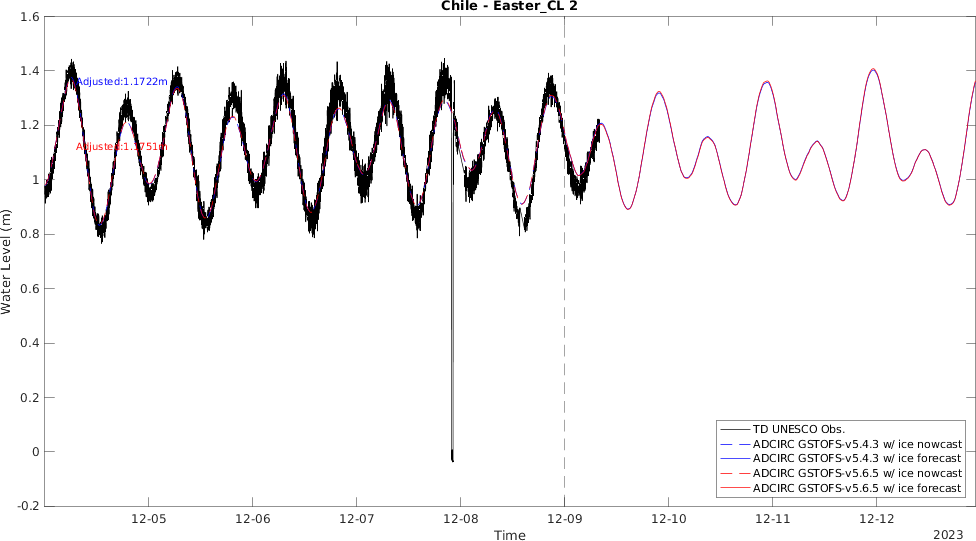 Chile - Easter_CL 2
1.6
1.4
1.2
1
0.8
0.6
0.4
0.2
0
-0.2
Water Level (m)
Adjusted:1.1722m
Adjusted:1.1751m
TD UNESCO Obs.
ADCIRC GSTOFS-v5.4.3 w/ ice nowcast
ADCIRC GSTOFS-v5.4.3 w/ ice forecast
ADCIRC GSTOFS-v5.6.5 w/ ice nowcast
ADCIRC GSTOFS-v5.6.5 w/ ice forecast
12-05 12-06 12-07 12-08 12-09 12-10 12-11 12-12
Time
2023